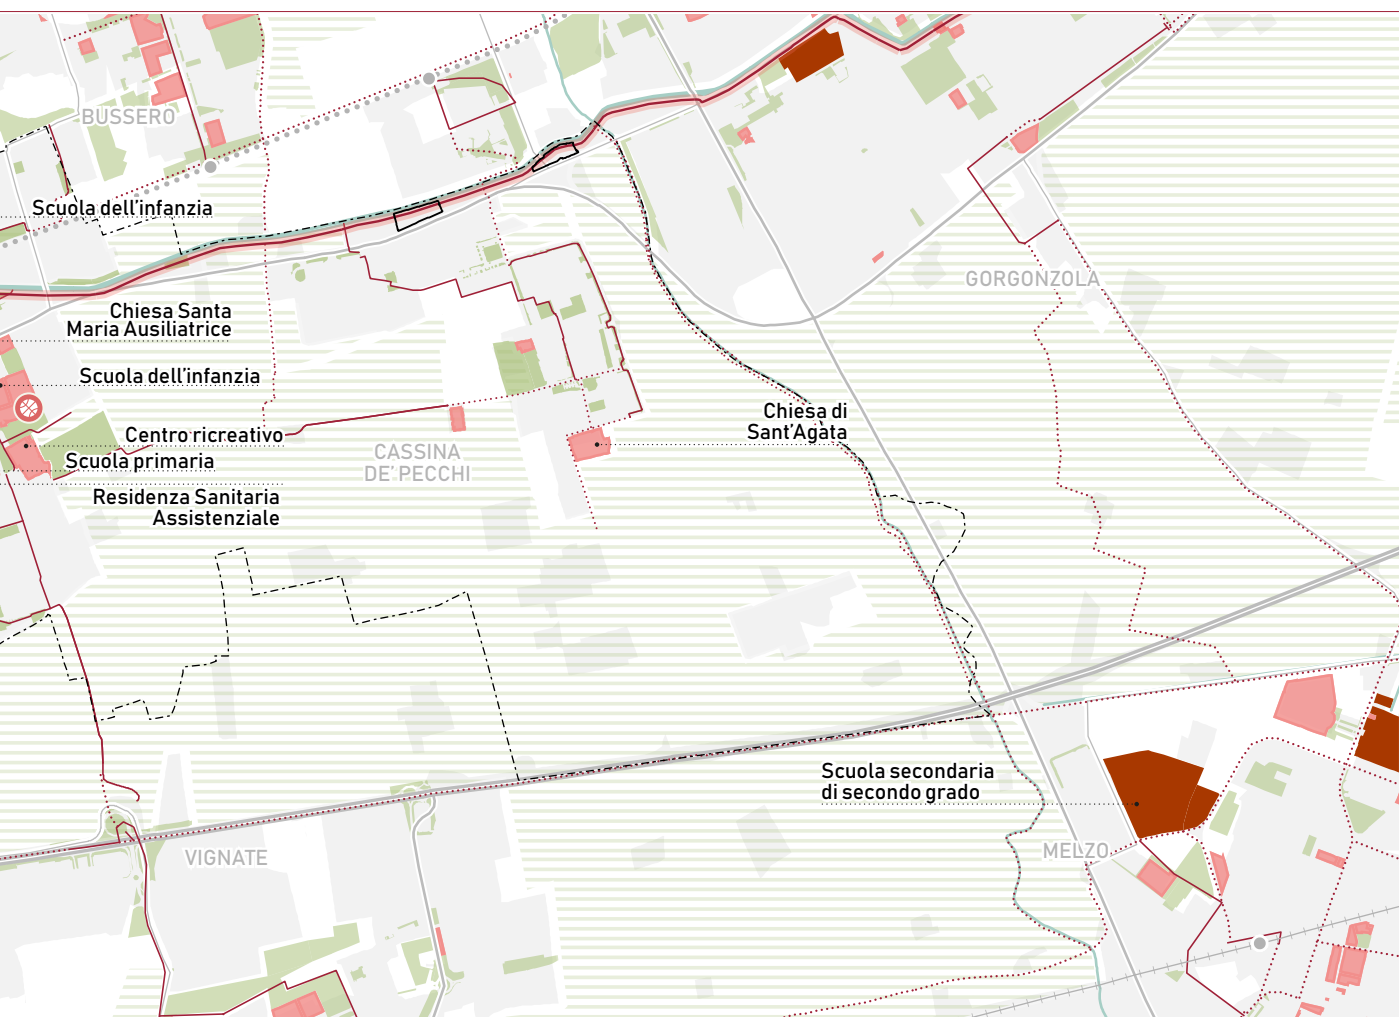 BUSSERO
Scuola dell'infanzia
GORGONZOLA
Chiesa Santa
Maria Ausiliatrice
Scuola dell'infanzia
Chiesa di
Sant'Agata
Centro ricreativo
CASSINA
DE' PECCHI
Scuola primaria
Residenza Sanitaria
Assistenziale
Scuola secondaria
di secondo grado
VIGNATE
MELZO